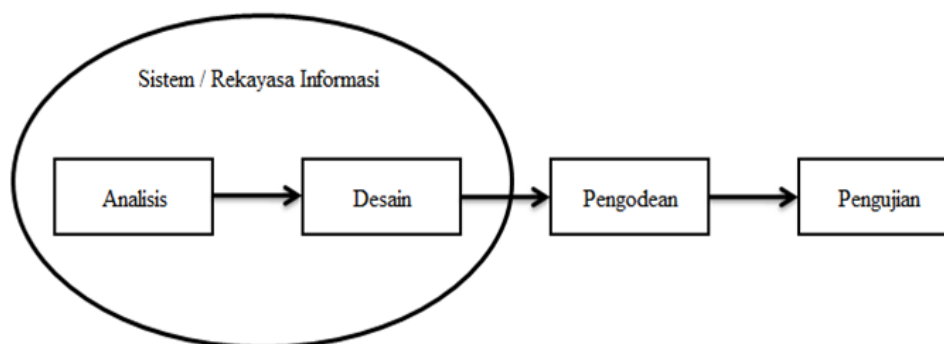 Sistem / Rekayasa Informasi
Analisis
Desain
Pengodean
Pengujian